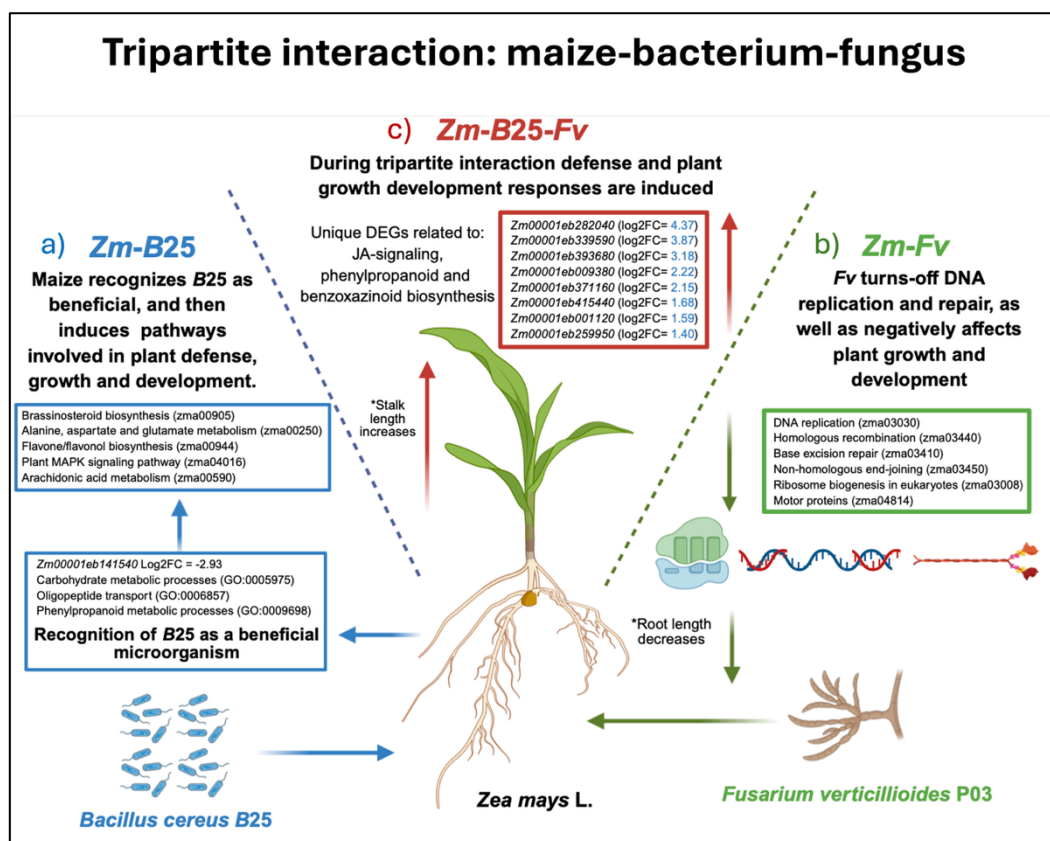 Tripartite interaction: maize-bacterium-fungus
c) Zm-B25-Fv
During tripartite interaction defense and plant
growth development responses are induced
Unique DEGs related to:
JA-signaling,
phenylpropanoid and
benzoxazinoid biosynthesis
Zm00001eb282040 (log2FC= 4.37)
Zm00001eb339590 (log2FC= 3.87)
Zm00001eb393680 (log2FC= 3.18)
Zm00001eb009380 (log2FC= 2.22)
Zm00001eb371160 (log2FC= 2.15)
Zm00001eb415440 (log2FC= 1.68)
Zm00001eb001120 (log2FC= 1.59)
Zm00001eb259950 (log2FC= 1.40)
a) Zm-B25
Maize recognizes B25 as
beneficial, and then
induces pathways
involved in plant defense,
growth and development.
Brassinosteroid biosynthesis (zma00905)
Alanine, aspartate and glutamate metabolism (zma00250)
Flavone/flavonol biosynthesis (zma00944)
Plant MAPK signaling pathway (zma04016)
Arachidonic acid metabolism (zma00590)
Zm00001eb141540 Log2FC = -2.93
Carbohydrate metabolic processes (GO:0005975)
Oligopeptide transport (GO:0006857)
Phenylpropanoid metabolic processes (GO:0009698)
Recognition of B25 as a beneficial
microorganism
Bacillus cereus B25
*Stalk
length
increases
Zea mays L.
b) Zm-Fv
Fv turns-off DNA
replication and repair, as
well as negatively affects
plant growth and
development
DNA replication (zma03030)
Homologous recombination (zma03440)
Base excision repair (zma03410)
Non-homologous end-joining (zma03450)
Ribosome biogenesis in eukaryotes (zma03008)
Motor proteins (zma04814)
*Root length
decreases
Fusarium verticillioides P03